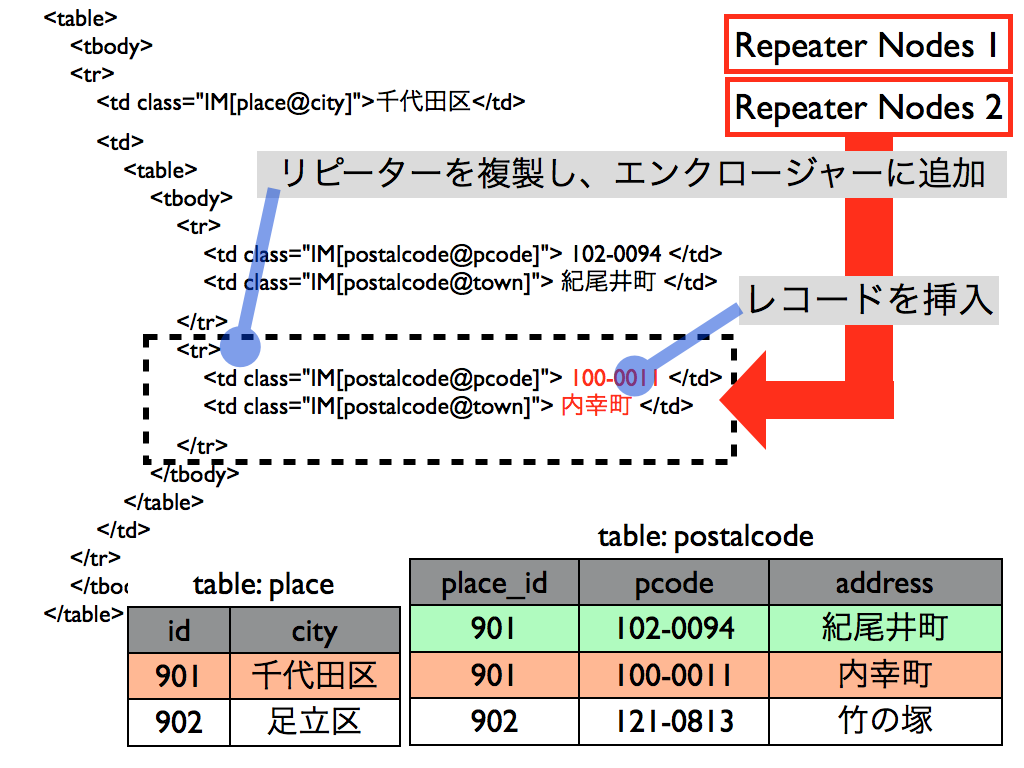 <table>
<tbody>
<tr>
<td class="IM[place@city]">千代田区</td>
<td>
<table>
<tbody>
<tr>
<td class="IM[postalcode@pcode]"> 102-0094 </td>
<td class="IM[postalcode@town]"> 紀尾井町 </td>
</tr>
<tr>
<td class="IM[postalcode@pcode]"> 100-0011 </td>
<td class="IM[postalcode@town]"> 内幸町 </td>
</tr>
</tbody>
</table>
</td>
</tr>
</tboc
</table>
Repeater Nodes 1
Repeater Nodes 2
リピーターを複製し、エンクロージャーに追加
レコードを挿入
table: place
id city
901 千代田区
902 足立区
table: postalcode
place_id pcode address
901 102-0094 紀尾井町
901 100-0011 内幸町
902 121-0813 竹の塚